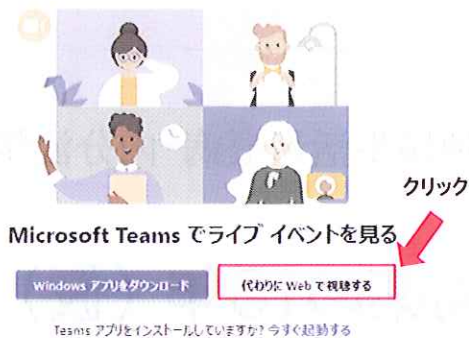 クリック
Microsoft Teams でライブ イベントを見る
Windows アプリをダウンロード
代わりに Web で視聴する
Teams アプリをインストールしていますか? 今すぐ起動する